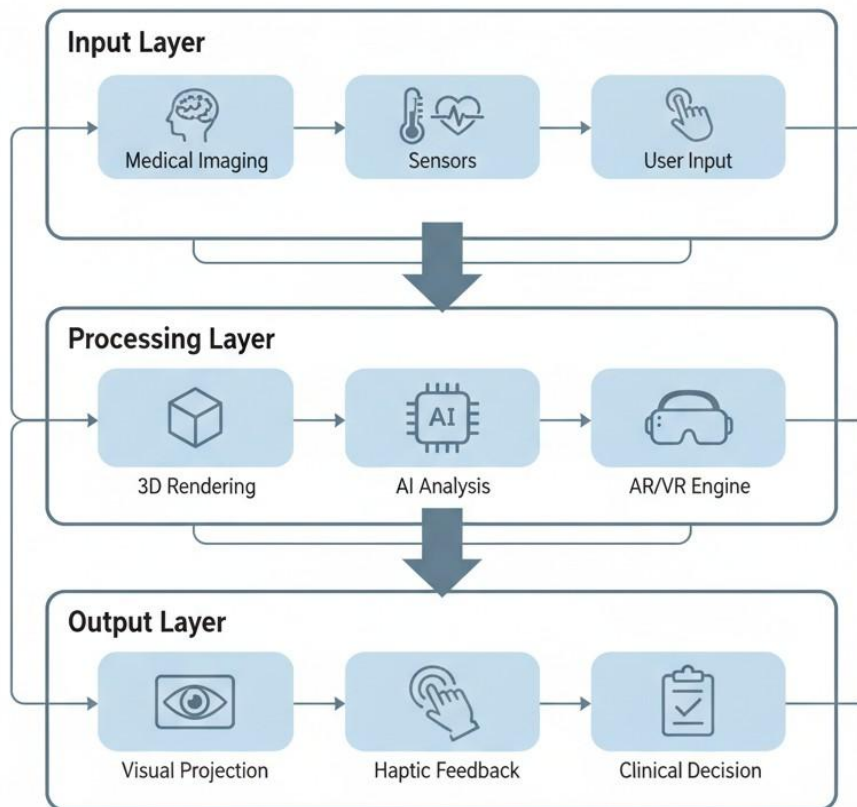 Input Layer
Medical Imaging
Sensors
User Input
Processing Layer
AI
3D Rendering
AI Analysis
AR/VR Engine
Output Layer
Visual Projection
Haptic Feedback
Clinical Decision